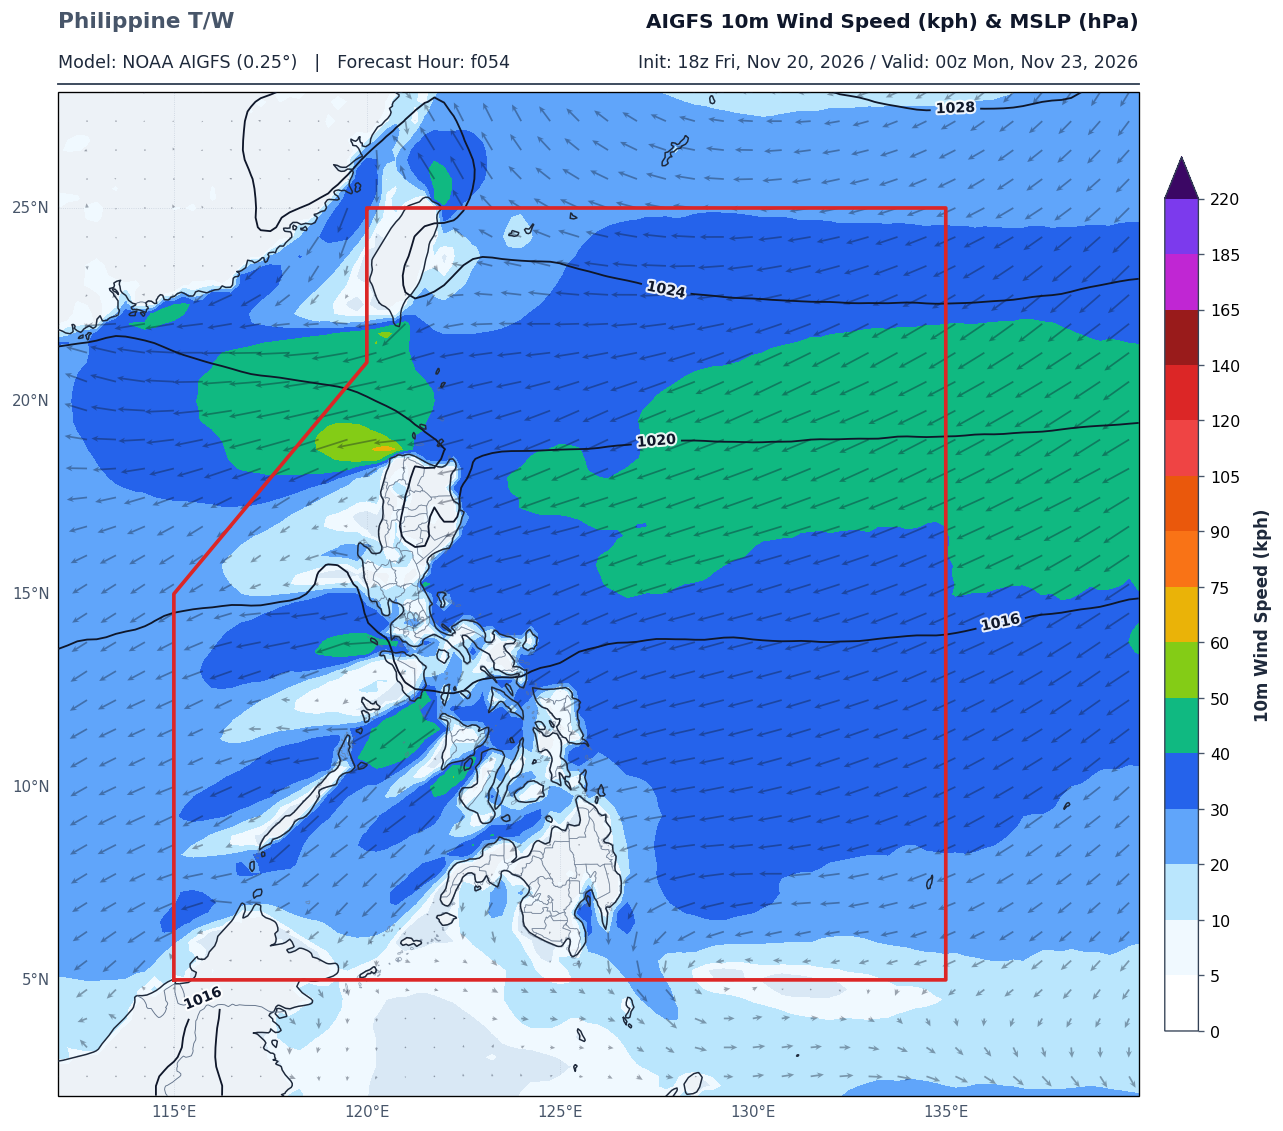 Philippine T/W
AIGFS 10m Wind Speed (kph) & MSLP (hPa)
Model: NOAA AIGFS (0.25°) | Forecast Hour: f054
Init: 18z Fri, Nov 20, 2026 / Valid: 00z Mon, Nov 23, 2026
1028
25°N
1024
20°N
1020
15°N
1016
10°N
5°N
1016
115°E
120°E
125°E
130°E
135°E
220
185
165
140
120
105
90
75
60
50
40
30
20
10
5
0
10m Wind Speed (kph)